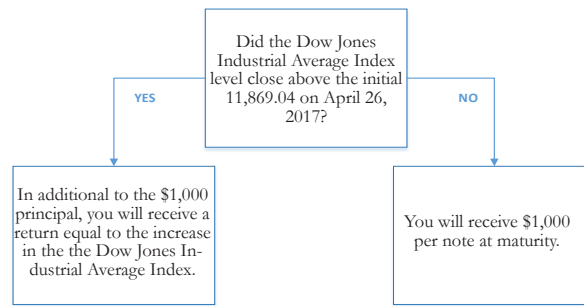 Did the Dow Jones
Industrial Average Index
level close above the initial
11,869.04 on April 26,
2017?
YES
NO
In additional to the $1,000
principal, you will receive a
return equal to the increase
in the the Dow Jones In-
dustrial Average Index.
You will receive $1,000
per note at maturity.